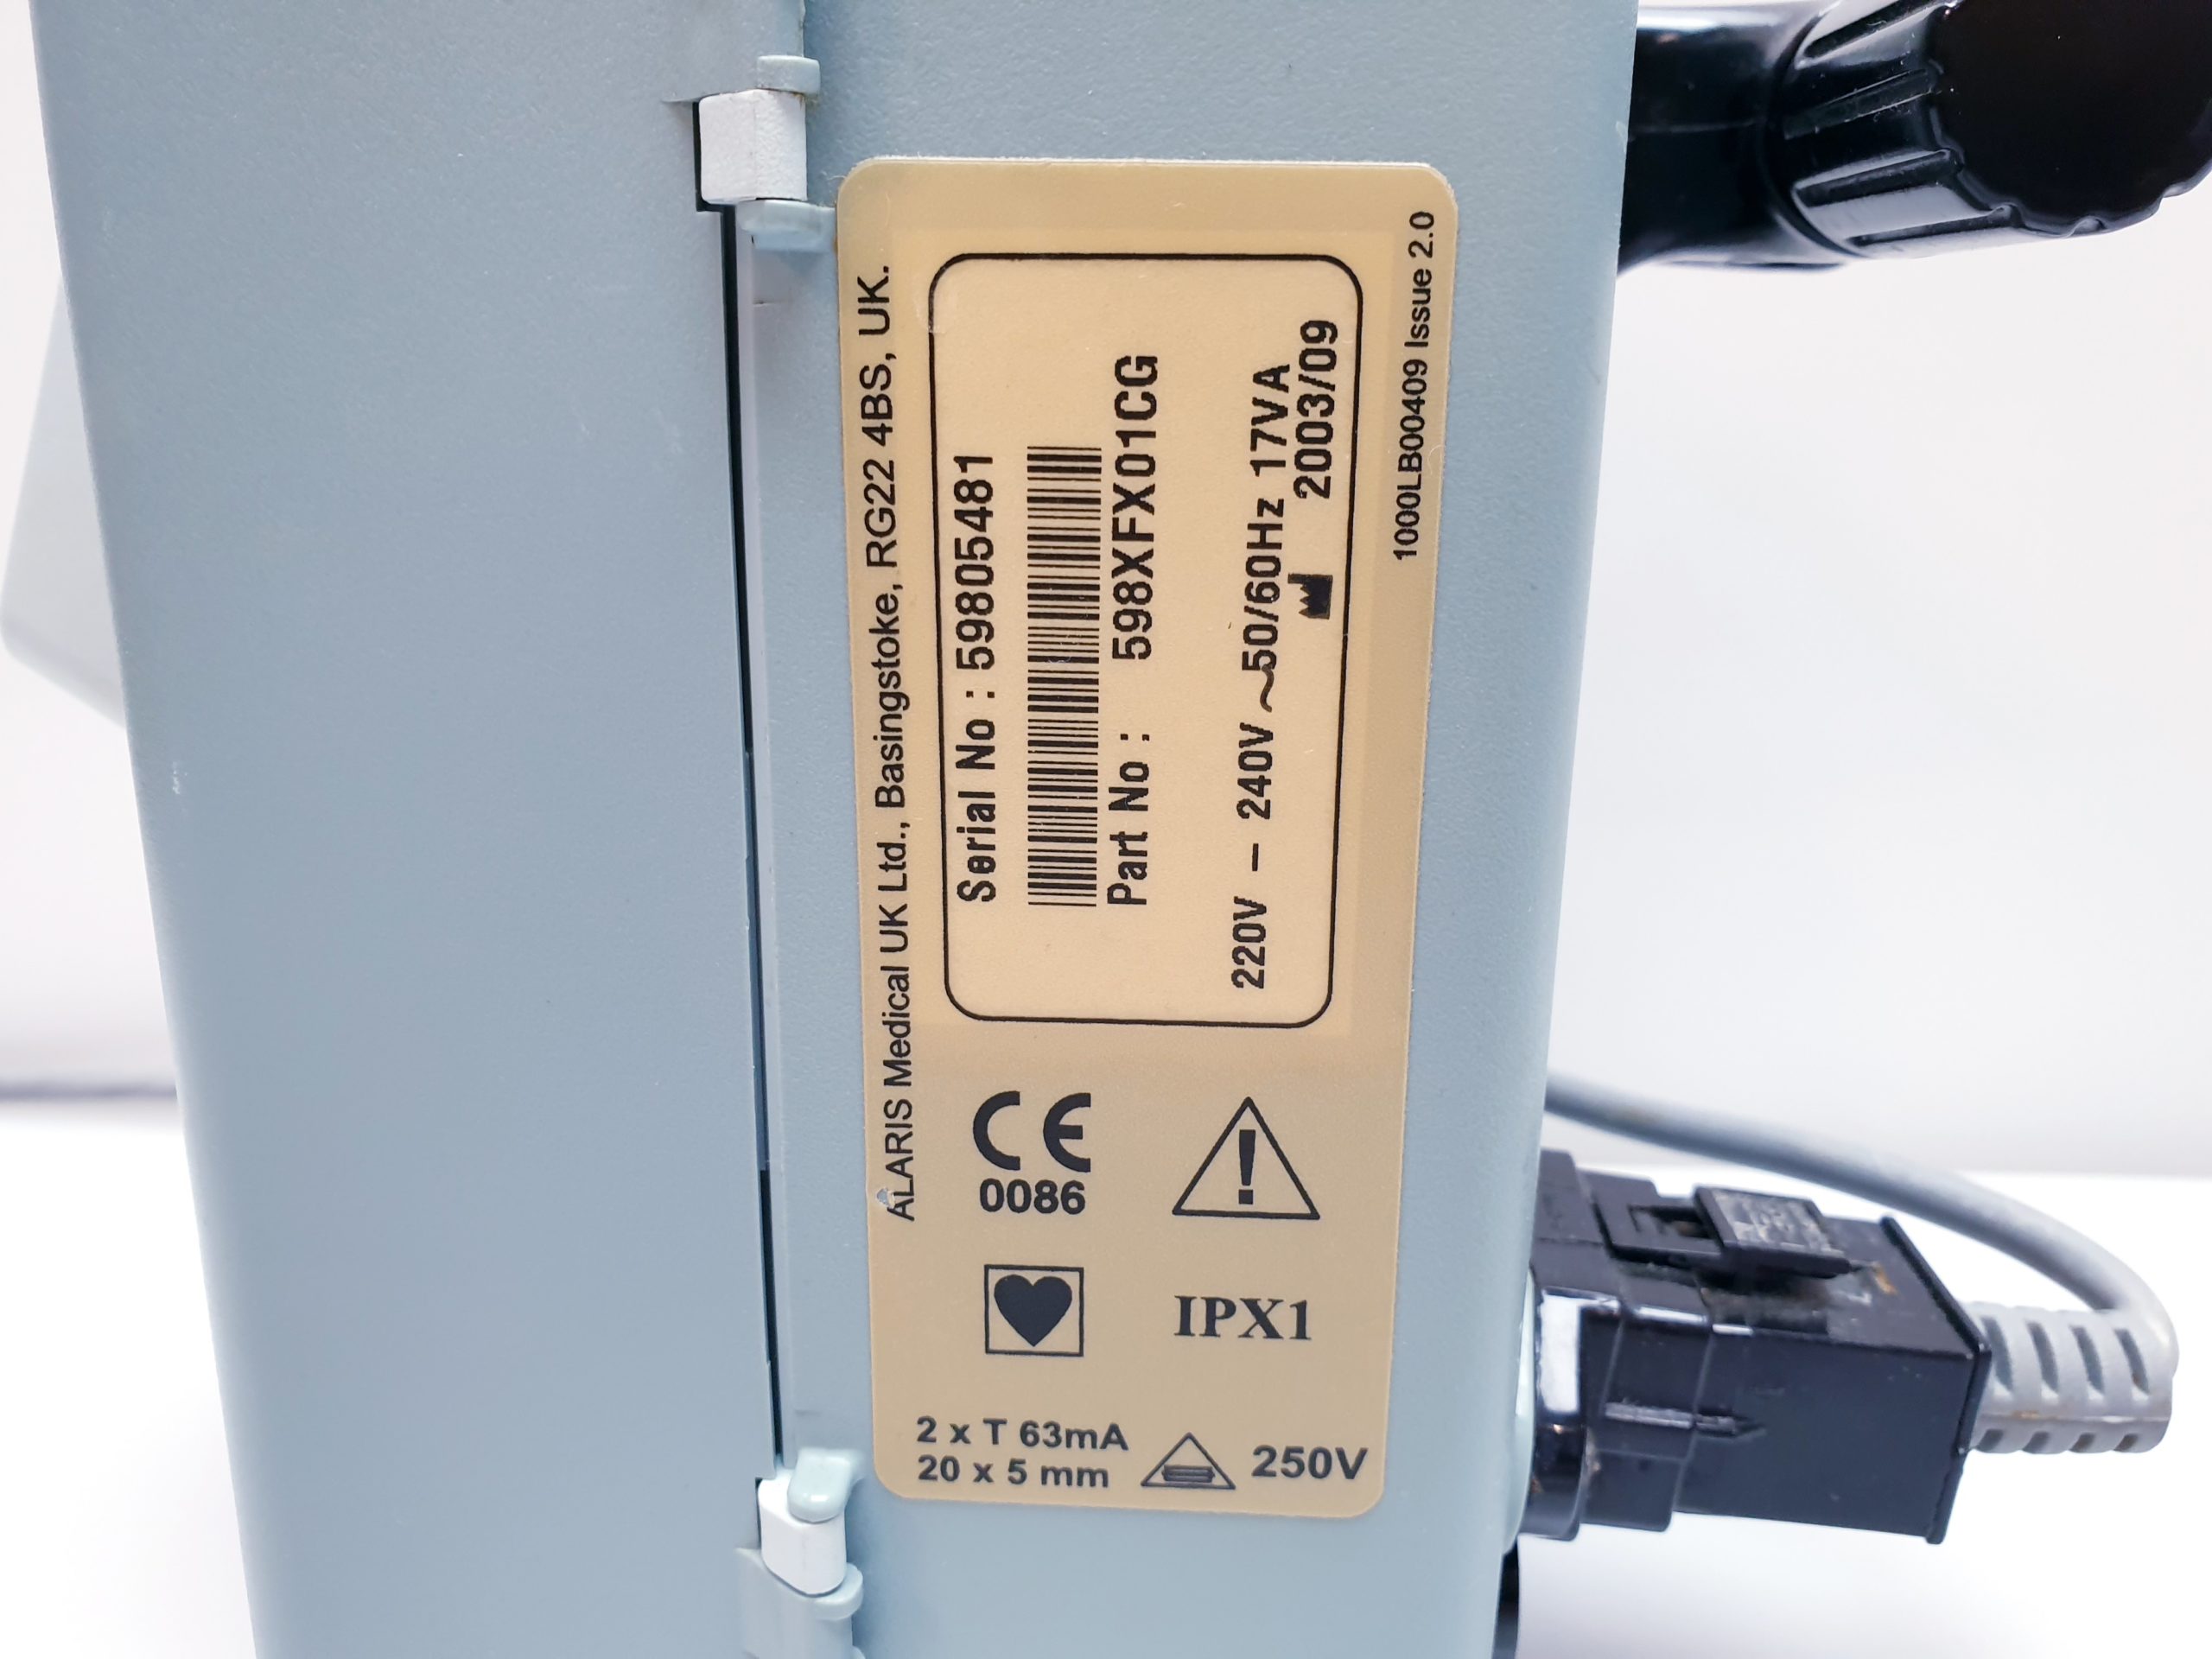 ALARIS Medical UK Ltd., Basingstoke, RG22 4BS, UK.
Serial No : 59805481
Part No : 598XFX01CG
220V – 240V ~50/60Hz 17VA
2003/09
1000LB00409 Issue 2.0
CE
0086
!
IPX1
2 x T 63mA
20 x 5 mm
250V